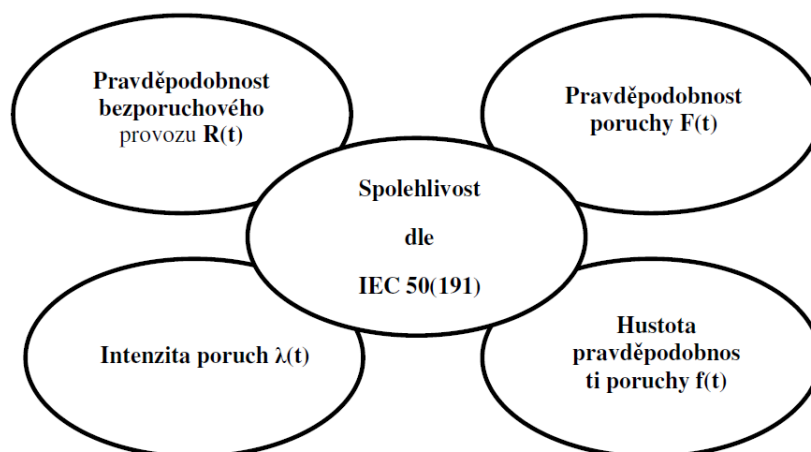 Pravděpodobnost
bezporuchového
provozu R(t)
Pravděpodobnost
poruchy F(t)
Spolehlivost
dle
IEC 50(191)
Intenzita poruch λ(t)
Hustota
pravděpodobnos
ti poruchy f(t)